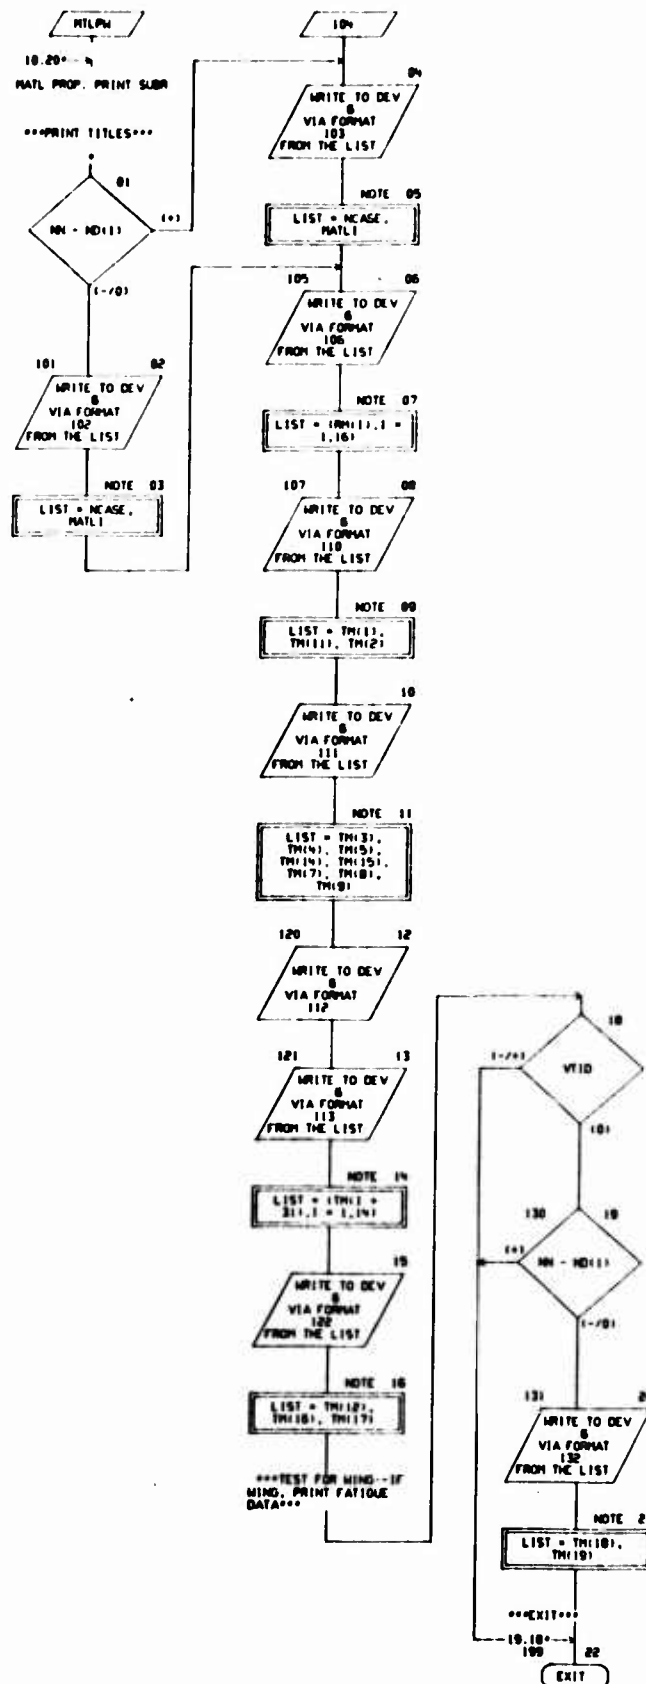 MTLPW
10.20*
MATL PROP. PRINT SUBR
***PRINT TITLES***
01
NN - ND(1)
(+)
(-/0)
101 02
WRITE TO DEV
6
VIA FORMAT
102
FROM THE LIST
NOTE 03
LIST = NCASE,
MATL1
104
04
WRITE TO DEV
6
VIA FORMAT
103
FROM THE LIST
NOTE 05
LIST = NCASE,
MATL1
105 06
WRITE TO DEV
6
VIA FORMAT
106
FROM THE LIST
NOTE 07
LIST = (RM(I),I =
1,16)
107 08
WRITE TO DEV
6
VIA FORMAT
110
FROM THE LIST
NOTE 09
LIST = TM(1),
TM(11), TM(2)
10
WRITE TO DEV
6
VIA FORMAT
111
FROM THE LIST
NOTE 11
LIST = TM(3),
TM(4), TM(5),
TM(14), TM(15),
TM(7), TM(8),
TM(9)
120 12
WRITE TO DEV
6
VIA FORMAT
112
121 13
WRITE TO DEV
6
VIA FORMAT
113
FROM THE LIST
NOTE 14
LIST = (TM(I +
31),I = 1,14)
15
WRITE TO DEV
6
VIA FORMAT
122
FROM THE LIST
NOTE 16
LIST = TM(12),
TM(16), TM(17)
***TEST FOR WING--IF
WING, PRINT FATIGUE
DATA***
18
(-/+)
VTID
(0)
130 19
(+)
NN - ND(1)
(-/0)
131 2
WRITE TO DEV
6
VIA FORMAT
132
FROM THE LIST
NOTE 2
LIST = TM(18),
TM(19)
***EXIT***
19.18*
199 22
EXIT